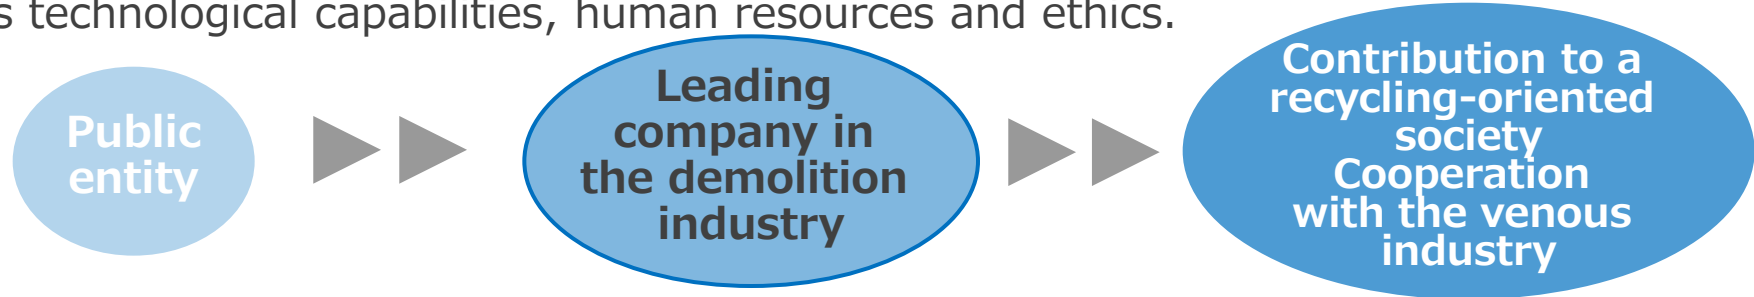 s technological capabilities, human resources and ethics.
Public
entity
Leading
company in
the demolition
industry
Contribution to a
recycling-oriented
society
Cooperation
with the venous
industry